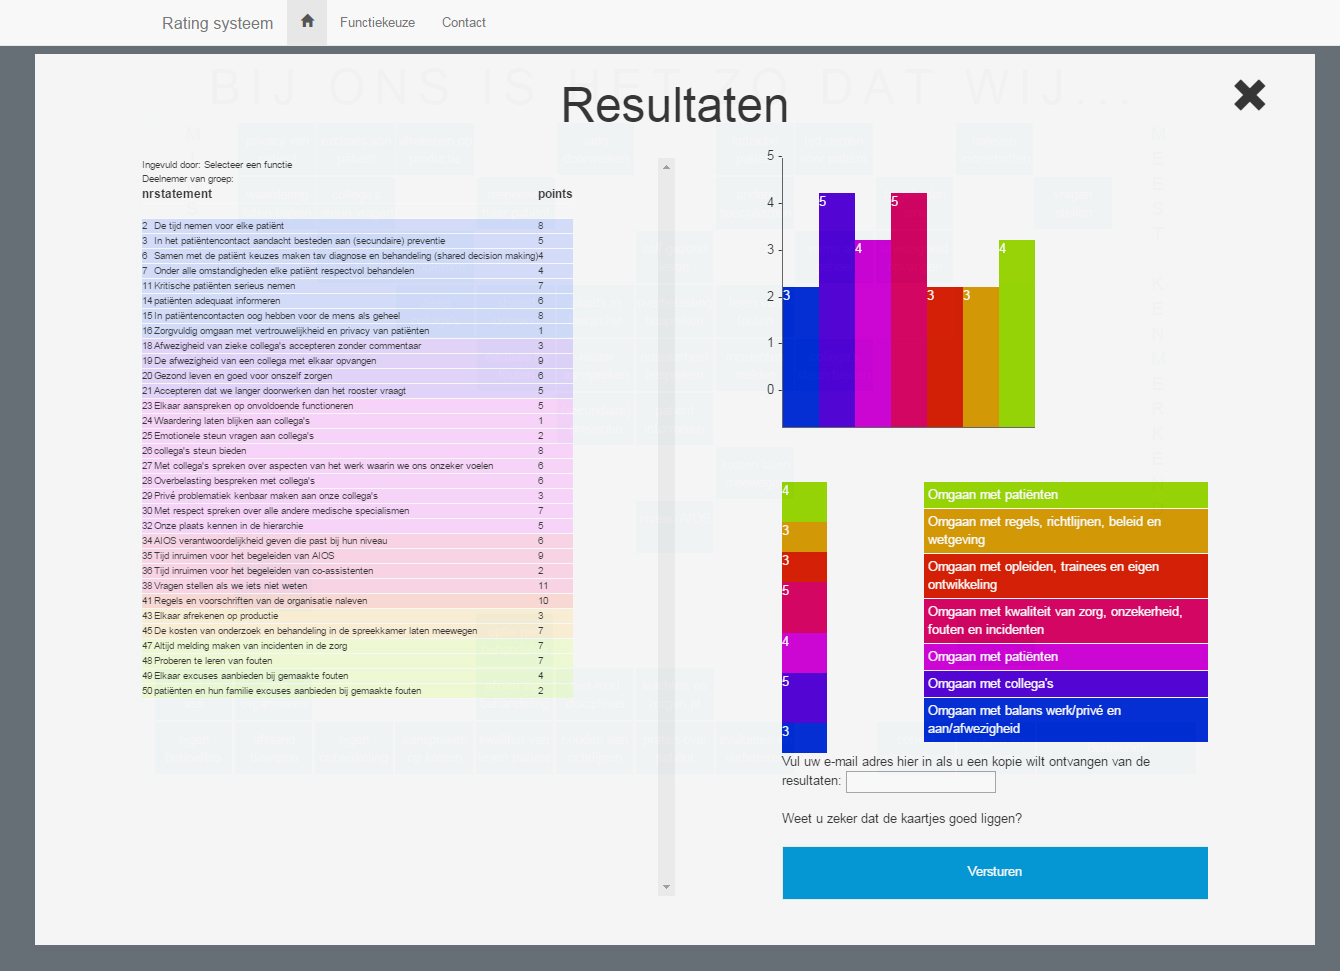 Rating systeem
Functiekeuze
Contact
BIJ ONS IS HET ZO DAT WIJ...
Resultaten
Ingevuld door: Selecteer een functie
Deelnemer van groep:
nrstatement points
2 De tijd nemen voor elke patiënt 8
3 In het patiëntencontact aandacht besteden aan (secundaire) preventie 5
6 Samen met de patiënt keuzes maken tav diagnose en behandeling (shared decision making)4
7 Onder alle omstandigheden elke patiënt respectvol behandelen 4
11 Kritische patiënten serieus nemen 7
14 patiënten adequaat informeren 6
15 In patiëntencontacten oog hebben voor de mens als geheel 8
16 Zorgvuldig omgaan met vertrouwelijkheid en privacy van patiënten 1
18 Afwezigheid van zieke collega's accepteren zonder commentaar 3
19 De afwezigheid van een collega met elkaar opvangen 9
20 Gezond leven en goed voor onszelf zorgen 6
21 Accepteren dat we langer doorwerken dan het rooster vraagt 5
23 Elkaar aanspreken op onvoldoende functioneren 5
24 Waardering laten blijken aan collega's 1
25 Emotionele steun vragen aan collega's 2
26 collega's steun bieden 8
27 Met collega's spreken over aspecten van het werk waarin we ons onzeker voelen 6
28 Overbelasting bespreken met collega's 6
29 Privé problematiek kenbaar maken aan onze collega's 3
30 Met respect spreken over alle andere medische specialismen 7
32 Onze plaats kennen in de hierarchie 5
34 AIOS verantwoordelijkheid geven die past bij hun niveau 6
35 Tijd inruimen voor het begeleiden van AIOS 9
36 Tijd inruimen voor het begeleiden van co-assistenten 2
38 Vragen stellen als we iets niet weten 11
41 Regels en voorschriften van de organisatie naleven 10
43 Elkaar afrekenen op productie 3
45 De kosten van onderzoek en behandeling in de spreekkamer laten meewegen 7
47 Altijd melding maken van incidenten in de zorg 7
48 Proberen te leren van fouten 7
49 Elkaar excuses aanbieden bij gemaakte fouten 4
50 patiënten en hun familie excuses aanbieden bij gemaakte fouten 2
5
4
3
2
1
0
3 5 4 5 3 3 4
4
3
3
5
4
5
3
Omgaan met patiënten
Omgaan met regels, richtlijnen, beleid en
wetgeving
Omgaan met opleiden, trainees en eigen
ontwikkeling
Omgaan met kwaliteit van zorg, onzekerheid,
fouten en incidenten
Omgaan met patiënten
Omgaan met collega's
Omgaan met balans werk/privé en
aan/afwezigheid
Vul uw e-mail adres hier in als u een kopie wilt ontvangen van de
resultaten:
Weet u zeker dat de kaartjes goed liggen?
Versturen